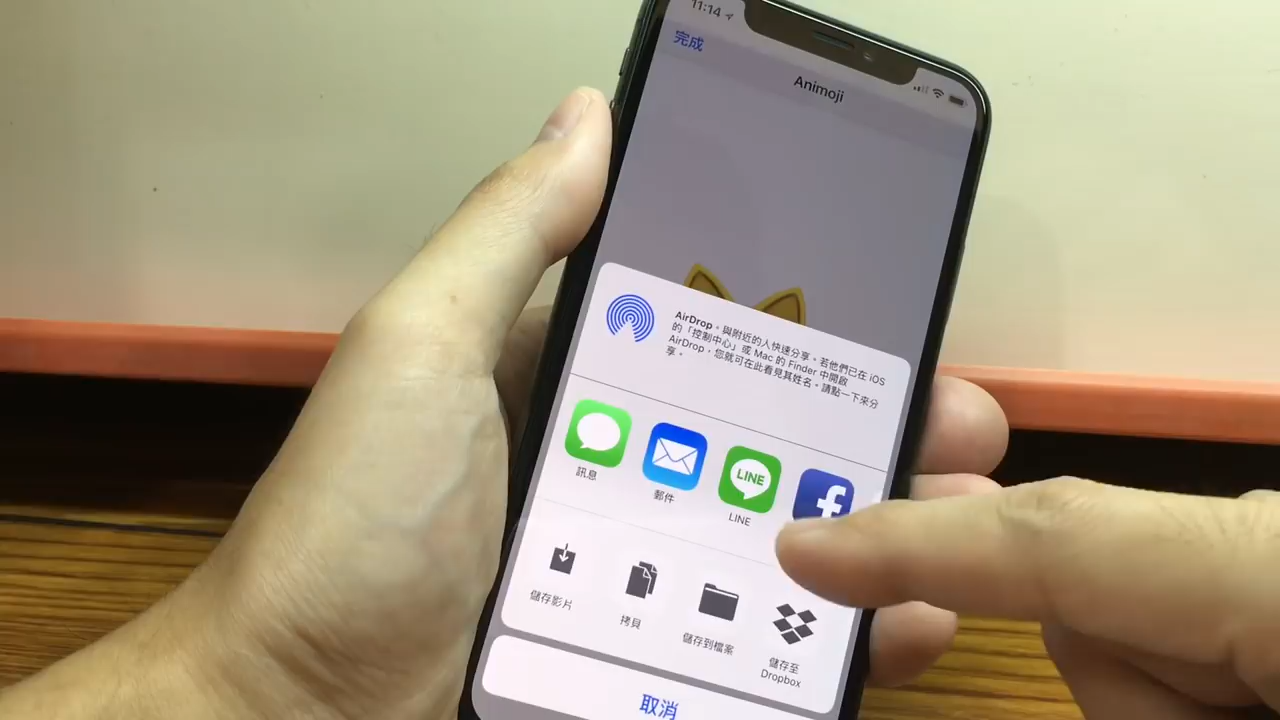 11:14
完成
Animoji
AirDrop。與附近的人快速分享。若他們已在 iOS
的「控制中心」或 Mac 的 Finder 中開啟
AirDrop，您就可在此看見其姓名。請點一下來分
享。
LINE
f
訊息
郵件
LINE
儲存影片
拷貝
儲存到檔案
儲存至
Dropbox
取消